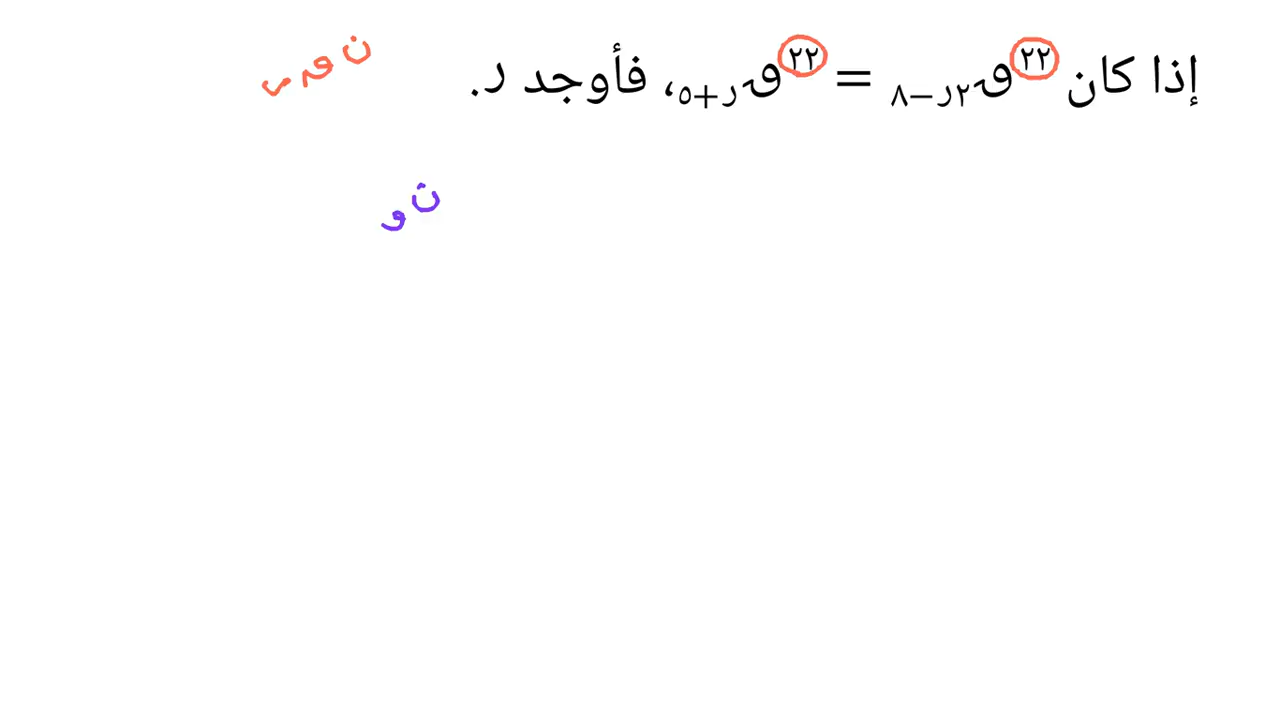 إذا كان ٢٢ق٢ر−٨ = ٢٢قر+٥، فأوجد ر.
ن ق ر
ن و